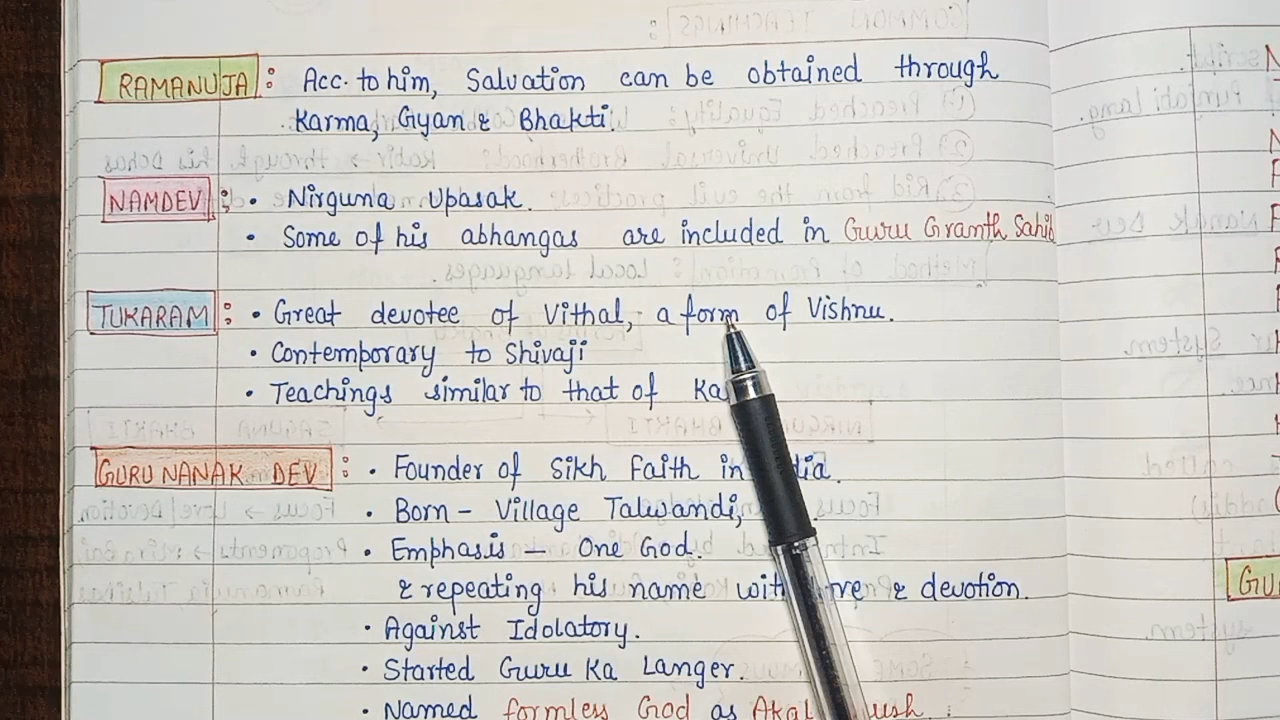 RAMANUJA : Acc. to him, Salvation can be obtained through
Karma, Gyan & Bhakti.
NAMDEV : • Nirguna Upasak.
• Some of his abhangas are included in Guru Granth Sahib
TUKARAM : • Great devotee of Vithal, a form of Vishnu.
• Contemporary to Shivaji
• Teachings similar to that of
GURU NANAK DEV : • Founder of Sikh Faith in
• Born - Village Talwandi,
• Emphasis - One God.
& repeating his name with & devotion.
• Against Idolatory.
• Started Guru Ka Langer.
• Named formless God as Akal
GU